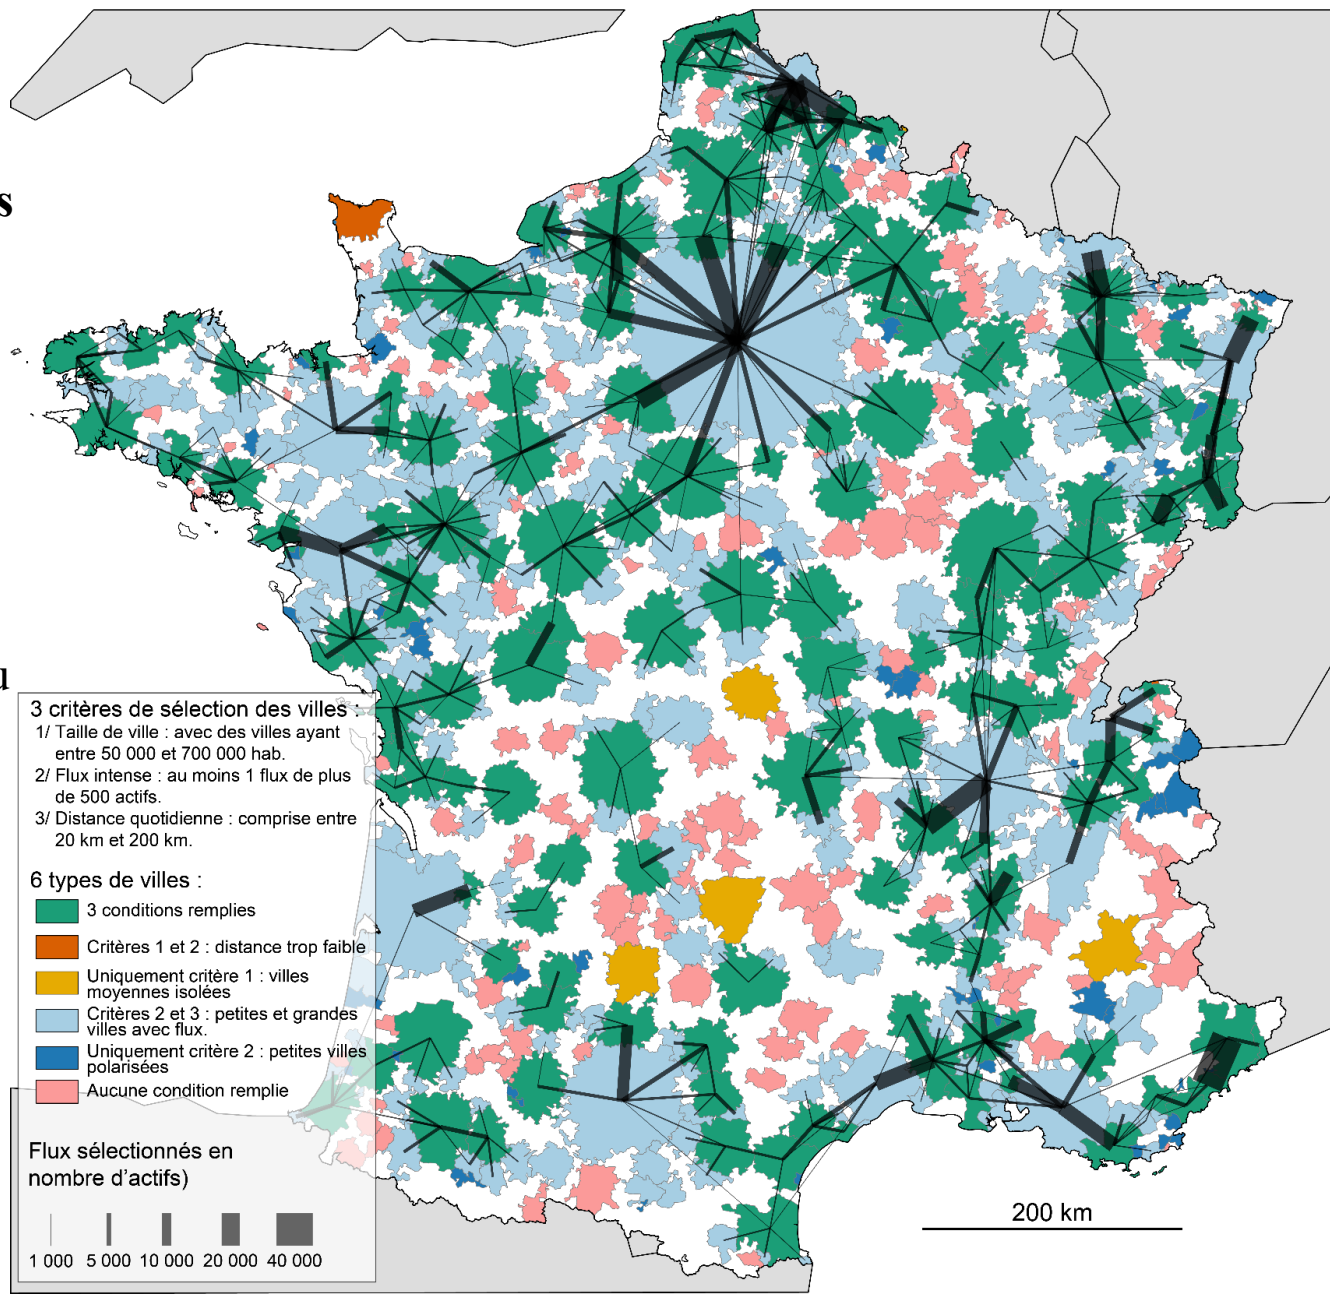 s
u
3 critères de sélection des villes :
1/ Taille de ville : avec des villes ayant
entre 50 000 et 700 000 hab.
2/ Flux intense : au moins 1 flux de plus
de 500 actifs.
3/ Distance quotidienne : comprise entre
20 km et 200 km.
6 types de villes :
3 conditions remplies
Critères 1 et 2 : distance trop faible
Uniquement critère 1 : villes
moyennes isolées
Critères 2 et 3 : petites et grandes
villes avec flux.
Uniquement critère 2 : petites villes
polarisées
Aucune condition remplie
Flux sélectionnés en
nombre d'actifs)
1 000 5 000 10 000 20 000 40 000
200 km